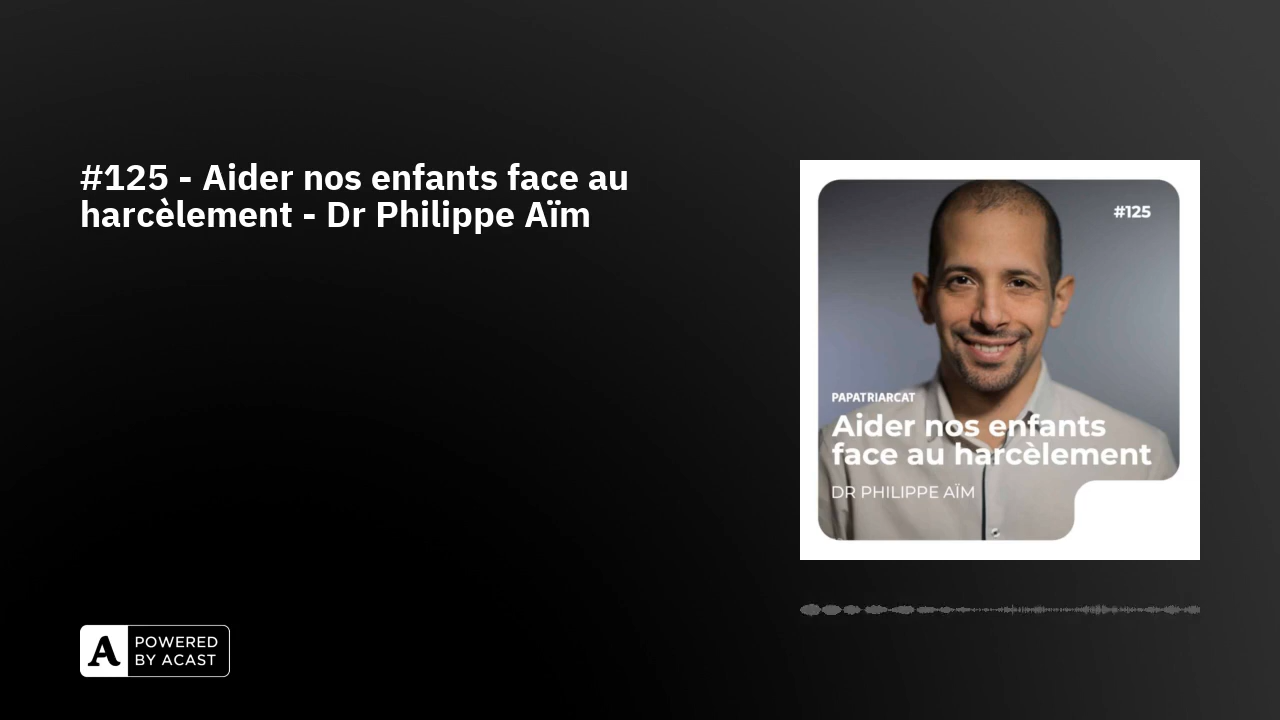 #125 - Aider nos enfants face au
harcèlement - Dr Philippe Aïm
#125
PAPATRIARCAT
Aider nos enfants
face au harcèlement
DR PHILIPPE AÏM
A
POWERED
BY ACAST